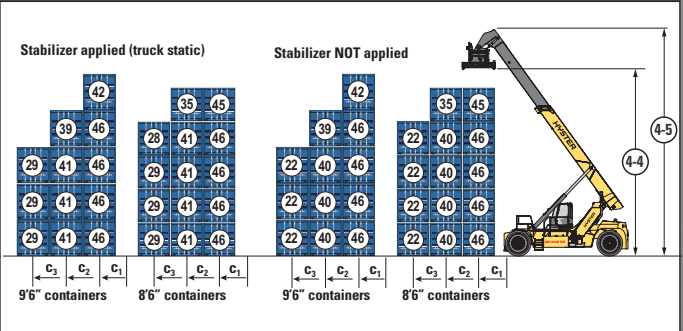 Stabilizer applied (truck static)
42
39 46
29 41 46
29 41 46
29 41 46
c3 c2 c1
9'6" containers
35 45
28 41 46
29 41 46
29 41 46
29 41 46
c3 c2 c1
8'6" containers
Stabilizer NOT applied
42
39 46
22 40 46
22 40 46
22 40 46
c3 c2 c1
9'6" containers
35 45
22 40 46
22 40 46
22 40 46
22 40 46
c3 c2 c1
8'6" containers
HYSTER
HYSTER
4-4
4-5